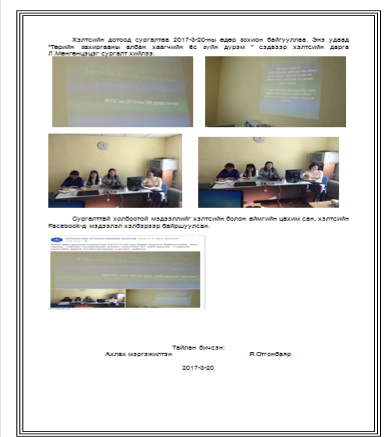 Хэлтсийн дотоод сургалтаа 2017-3-20-ны өдөр зохион байгууллаа. Энэ удаад
"Төрийн захиргааны албан хаагчийн ёс зүйн дүрэм " сэдвээр хэлтсийн дарга
Л.Мөнгөнцэцэг сургалт хийлээ.
Сургалттай холбоотой мэдээллийг хэлтсийн болон аймгийн цахим сан, хэлтсийн
Facebook-д мэдээлэл хэлбэрээр байршуулсан.
Тайлан бичсэн:
Ахлах мэргэжилтэн Я.Отгонбаяр
2017-3-20